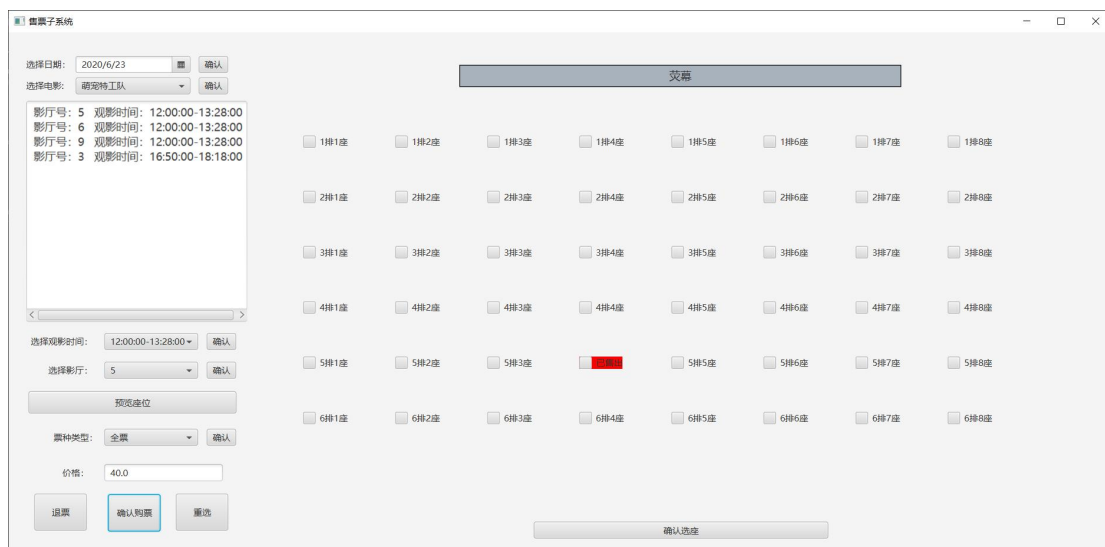 售票子系统
选择日期： 2020/6/23 确认
选择电影： 萌宠特工队 确认
影厅号：5 观影时间：12:00:00-13:28:00
影厅号：6 观影时间：12:00:00-13:28:00
影厅号：9 观影时间：12:00:00-13:28:00
影厅号：3 观影时间：16:50:00-18:18:00
选择观影时间： 12:00:00-13:28:00 确认
选择影厅： 5 确认
预览座位
票种类型： 全票 确认
价格： 40.0
退票 确认购票 重选
荧幕
1排1座 1排2座 1排3座 1排4座 1排5座 1排6座 1排7座 1排8座
2排1座 2排2座 2排3座 2排4座 2排5座 2排6座 2排7座 2排8座
3排1座 3排2座 3排3座 3排4座 3排5座 3排6座 3排7座 3排8座
4排1座 4排2座 4排3座 4排4座 4排5座 4排6座 4排7座 4排8座
5排1座 5排2座 5排3座 已售出 5排5座 5排6座 5排7座 5排8座
6排1座 6排2座 6排3座 6排4座 6排5座 6排6座 6排7座 6排8座
确认选座